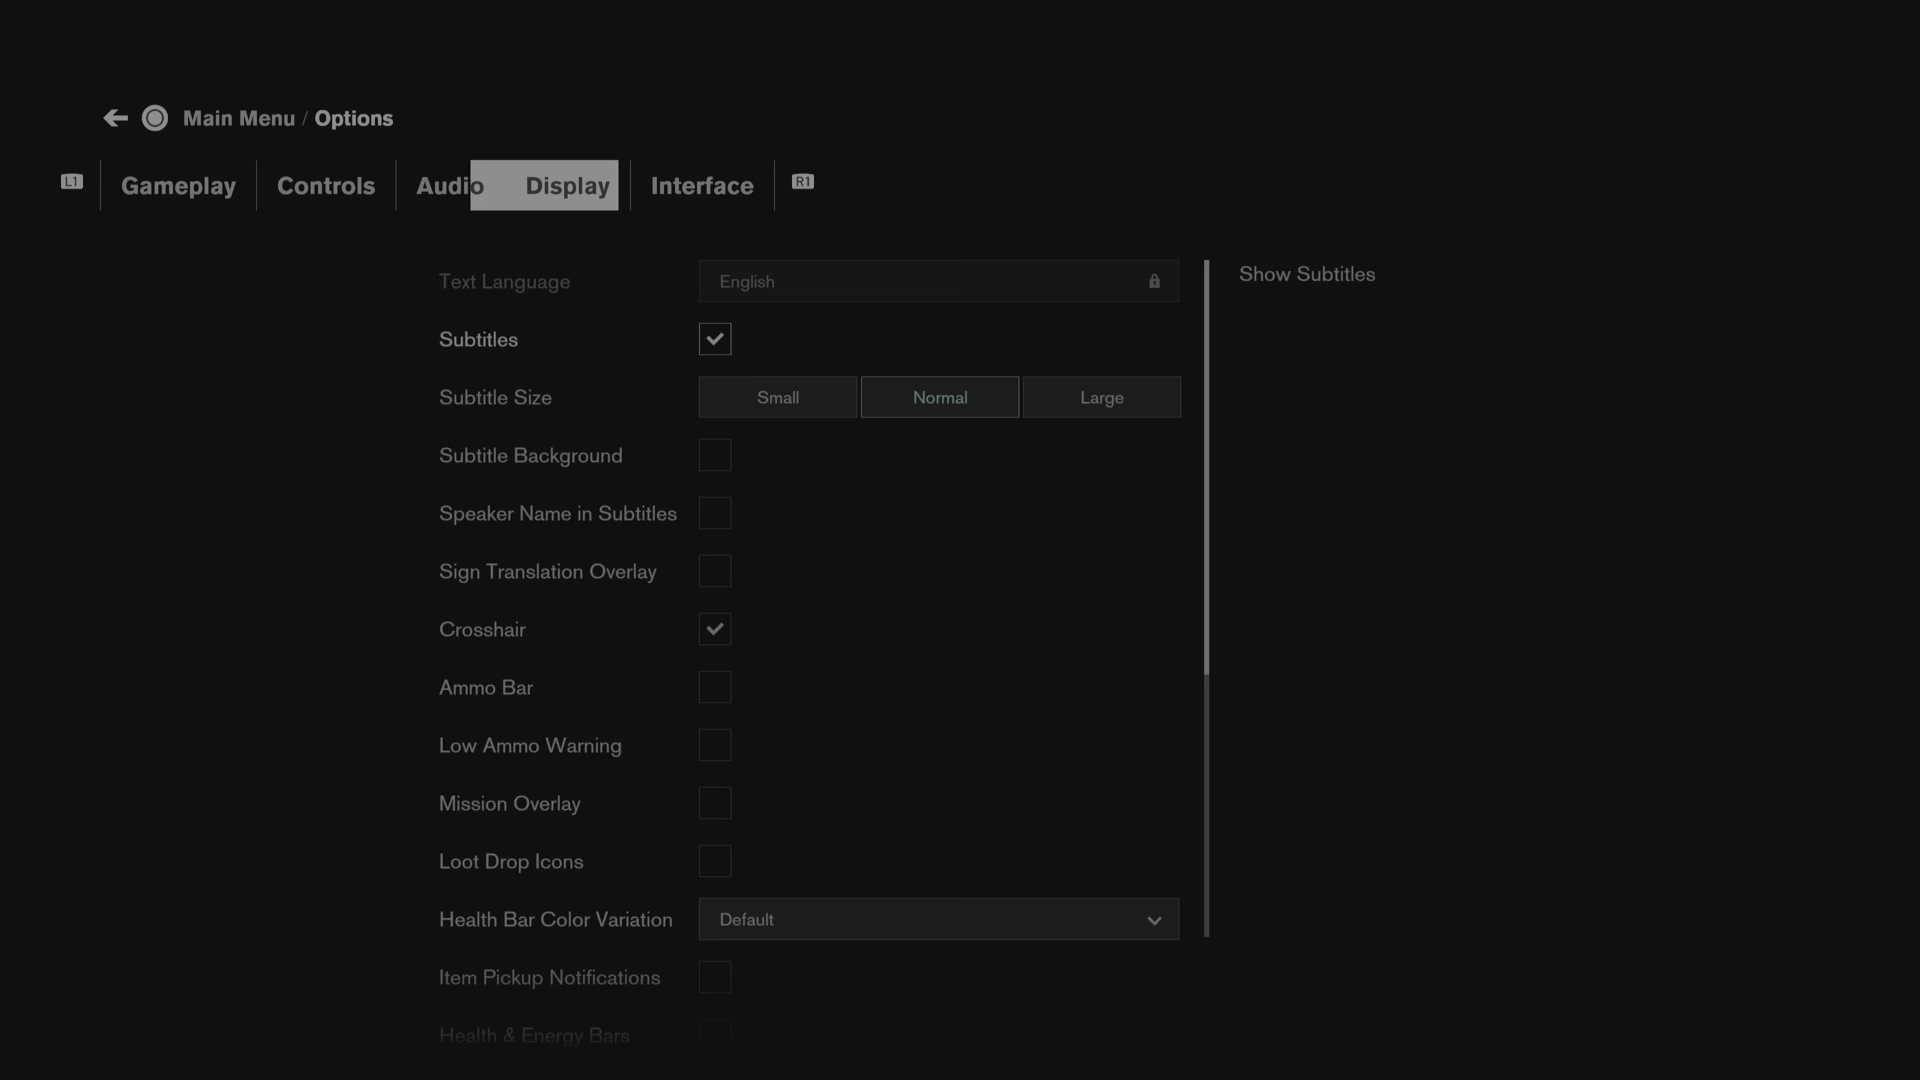 Main Menu / Options
L1 Gameplay Controls Audio Display Interface R1
Text Language English
Show Subtitles
Subtitles
Subtitle Size Small Normal Large
Subtitle Background
Speaker Name in Subtitles
Sign Translation Overlay
Crosshair
Ammo Bar
Low Ammo Warning
Mission Overlay
Loot Drop Icons
Health Bar Color Variation Default
Item Pickup Notifications
Health & Energy Bars